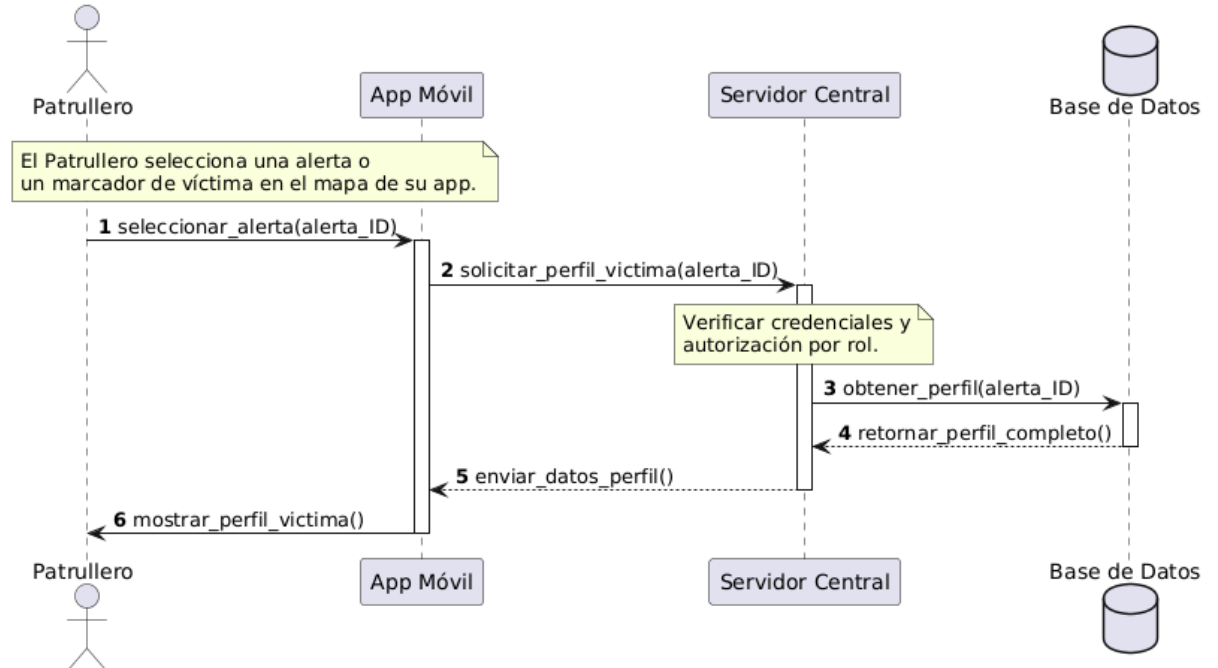 Patrullero
App Móvil
Servidor Central
Base de Datos
El Patrullero selecciona una alerta o
un marcador de víctima en el mapa de su app.
1 seleccionar_alerta(alerta_ID)
2 solicitar_perfil_victima(alerta_ID)
Verificar credenciales y
autorización por rol.
3 obtener_perfil(alerta_ID)
4 retornar_perfil_completo()
5 enviar_datos_perfil()
6 mostrar_perfil_victima()
Patrullero
App Móvil
Servidor Central
Base de Datos